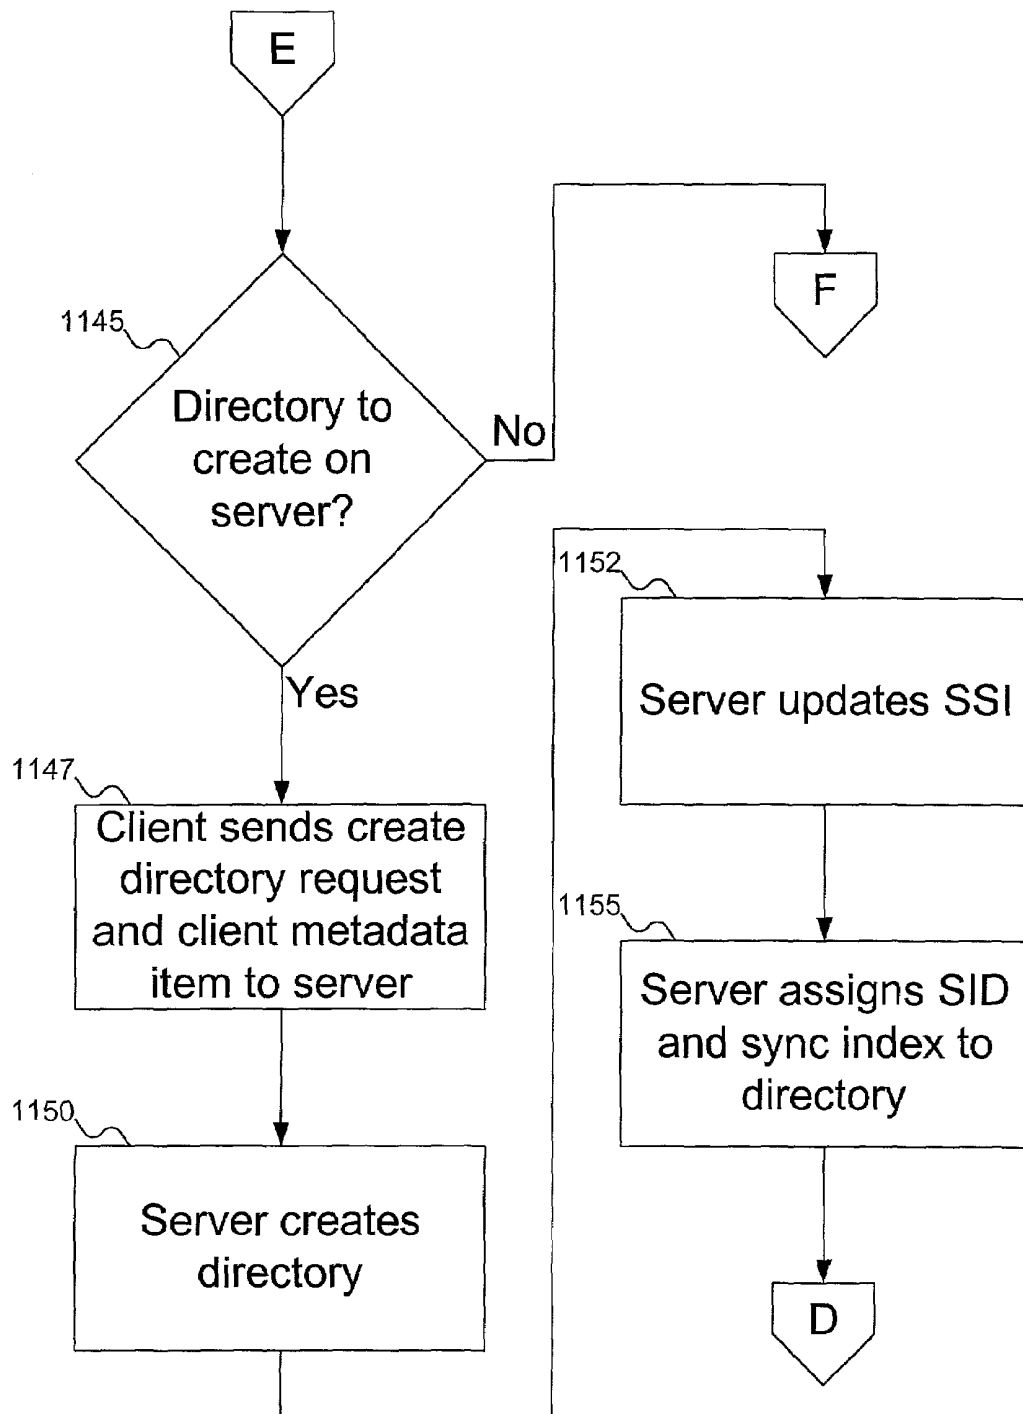 E
1145
Directory to
create on
server?
No
F
Yes
1147
Client sends create
directory request
and client metadata
item to server
1150
Server creates
directory
1152
Server updates SSI
1155
Server assigns SID
and sync index to
directory
D